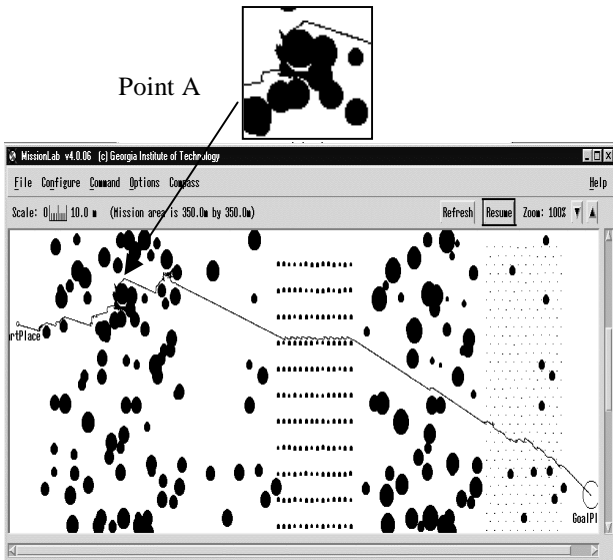 Point A
MissionLab v4.0.06 (c) Georgia Institute of Technology
File Configure Command Options Compass Help
Scale: 0 10.0 m (Mission area is 350.0m by 350.0m) Refresh Resume Zoom: 100%
rtPlace
GoalPl